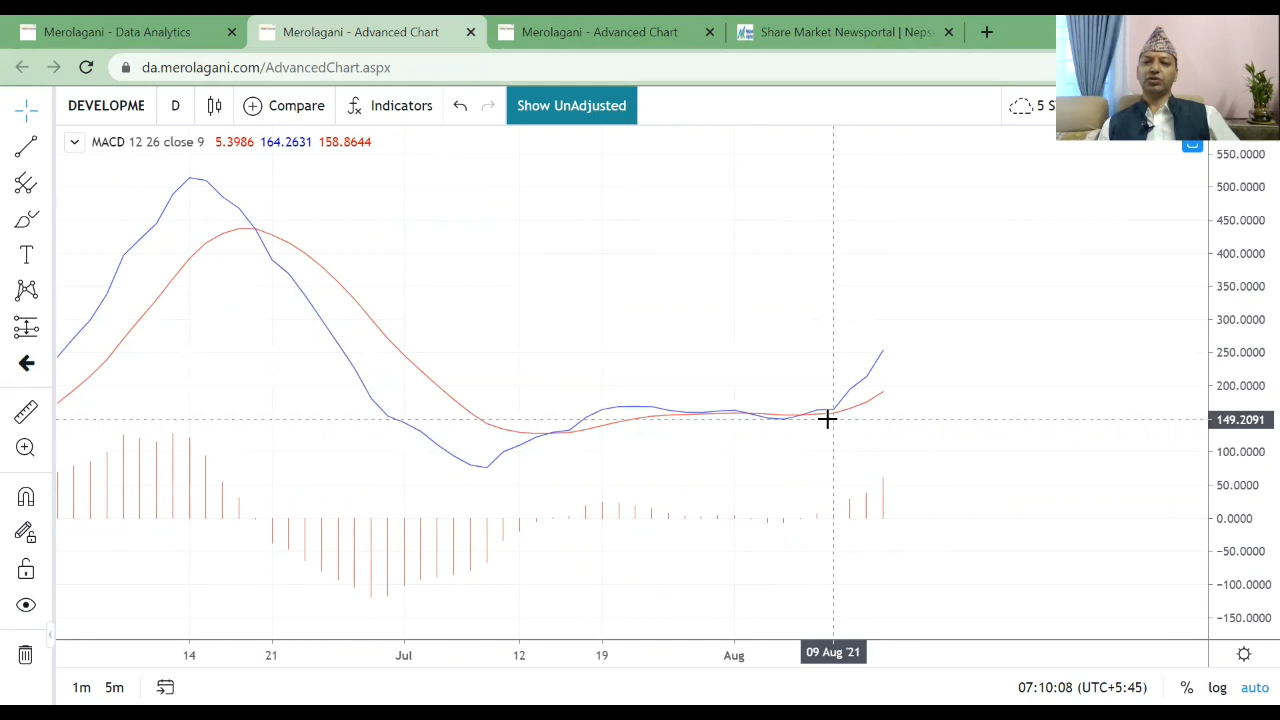 Merolagani - Data Analytics
Merolagani - Advanced Chart
Merolagani - Advanced Chart
Share Market Newsportal | Neps
da.merolagani.com/AdvancedChart.aspx
DEVELOPME D Compare Indicators Show UnAdjusted 5 S
MACD 12 26 close 9 5.3986 164.2631 158.8644
550.0000
500.0000
450.0000
400.0000
350.0000
300.0000
250.0000
200.0000
149.2091
100.0000
50.0000
0.0000
−50.0000
−100.0000
−150.0000
14 21 Jul 12 19 Aug 09 Aug '21
1m 5m 07:10:08 (UTC+5:45) % log auto